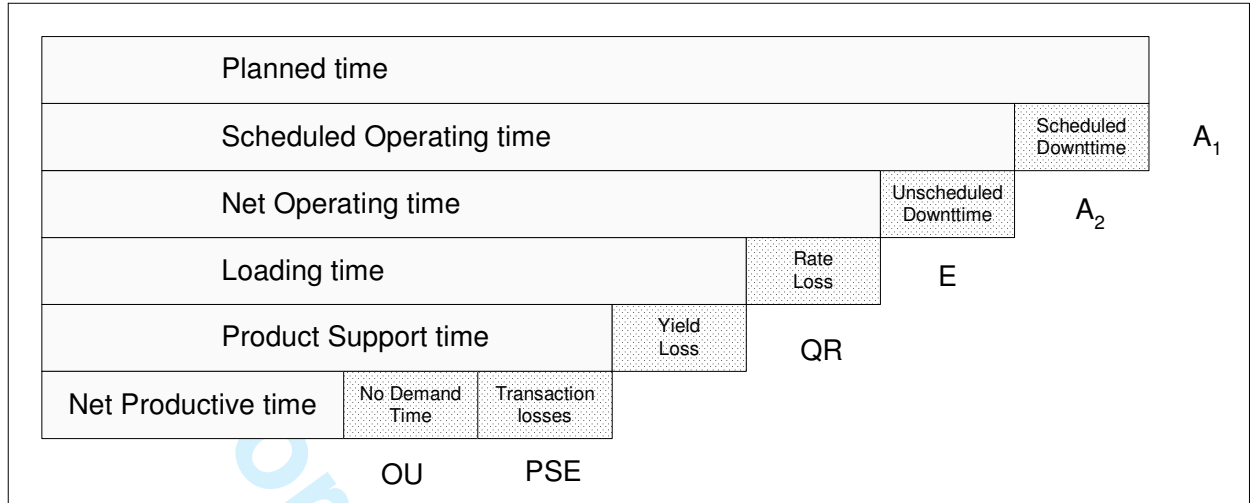 Planned time
Scheduled Operating time
Scheduled
Downttime
A1
Net Operating time
Unscheduled
Downttime
A2
Loading time
Rate
Loss
E
Product Support time
Yield
Loss
QR
Net Productive time
No Demand
Time
Transaction
losses
OU
PSE